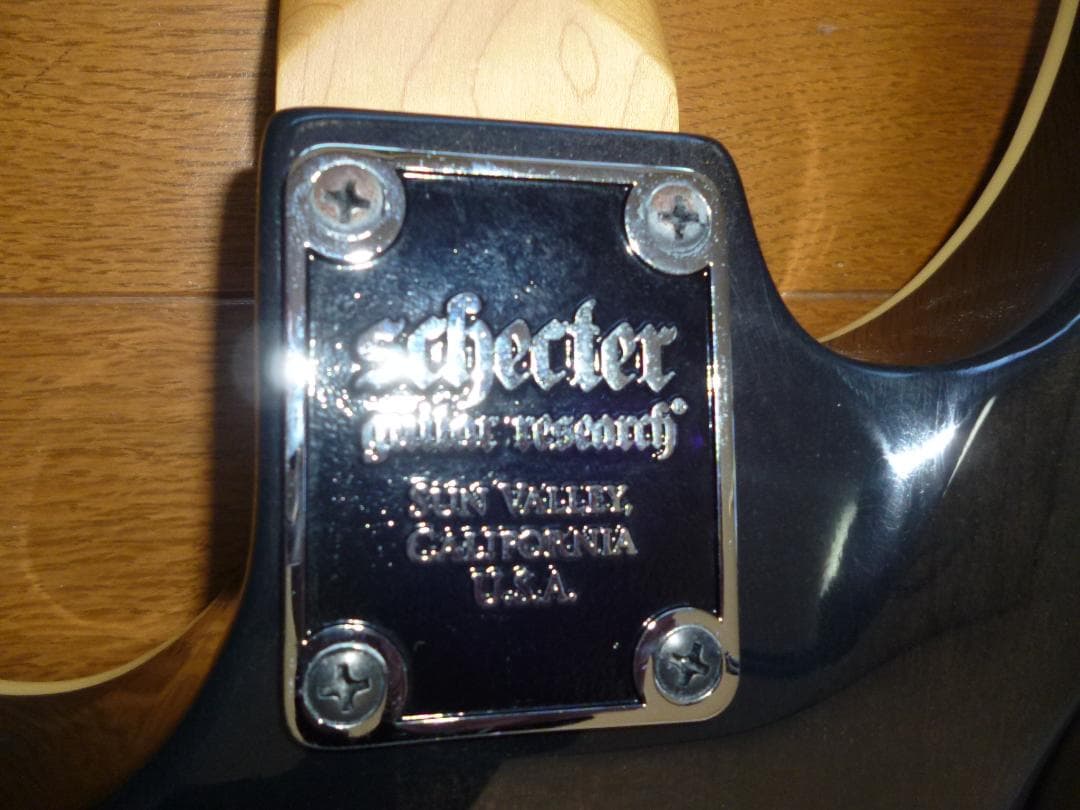 schecter
guitar research®
SUN VALLEY,
CALIFORNIA
U.S.A.